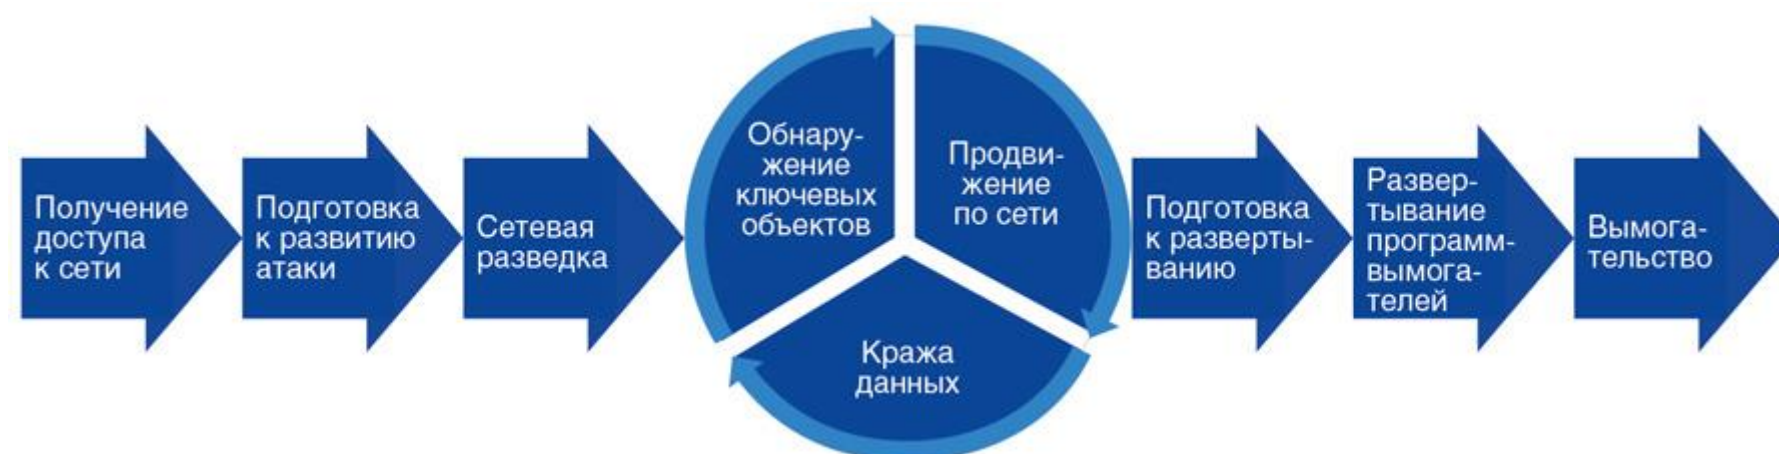 Получение
доступа
к сети
Подготовка
к развитию
атаки
Сетевая
разведка
Обнару-
жение
ключевых
объектов
Продви-
жение
по сети
Кража
данных
Подготовка
к разверты-
ванию
Развер-
тывание
программ-
вымога-
телей
Вымога-
тельство